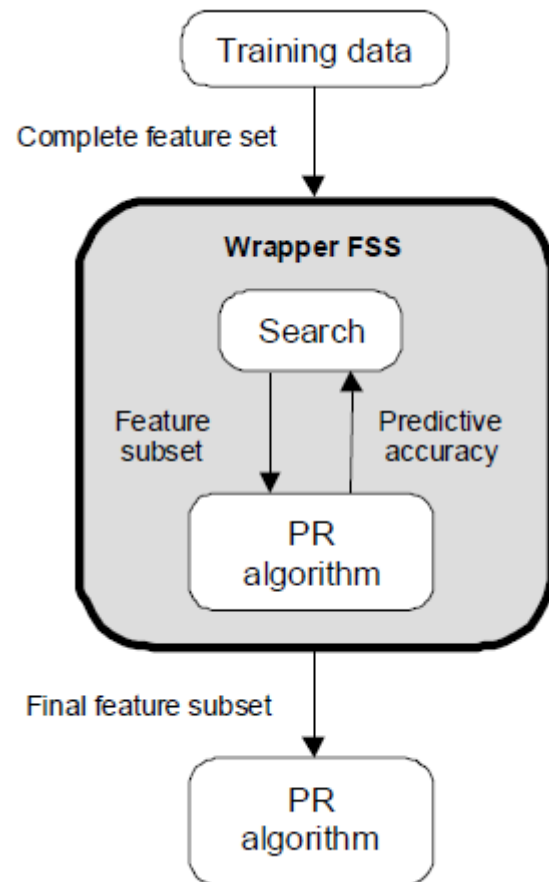 Training data
Complete feature set
Wrapper FSS
Search
Feature
subset
Predictive
accuracy
PR
algorithm
Final feature subset
PR
algorithm